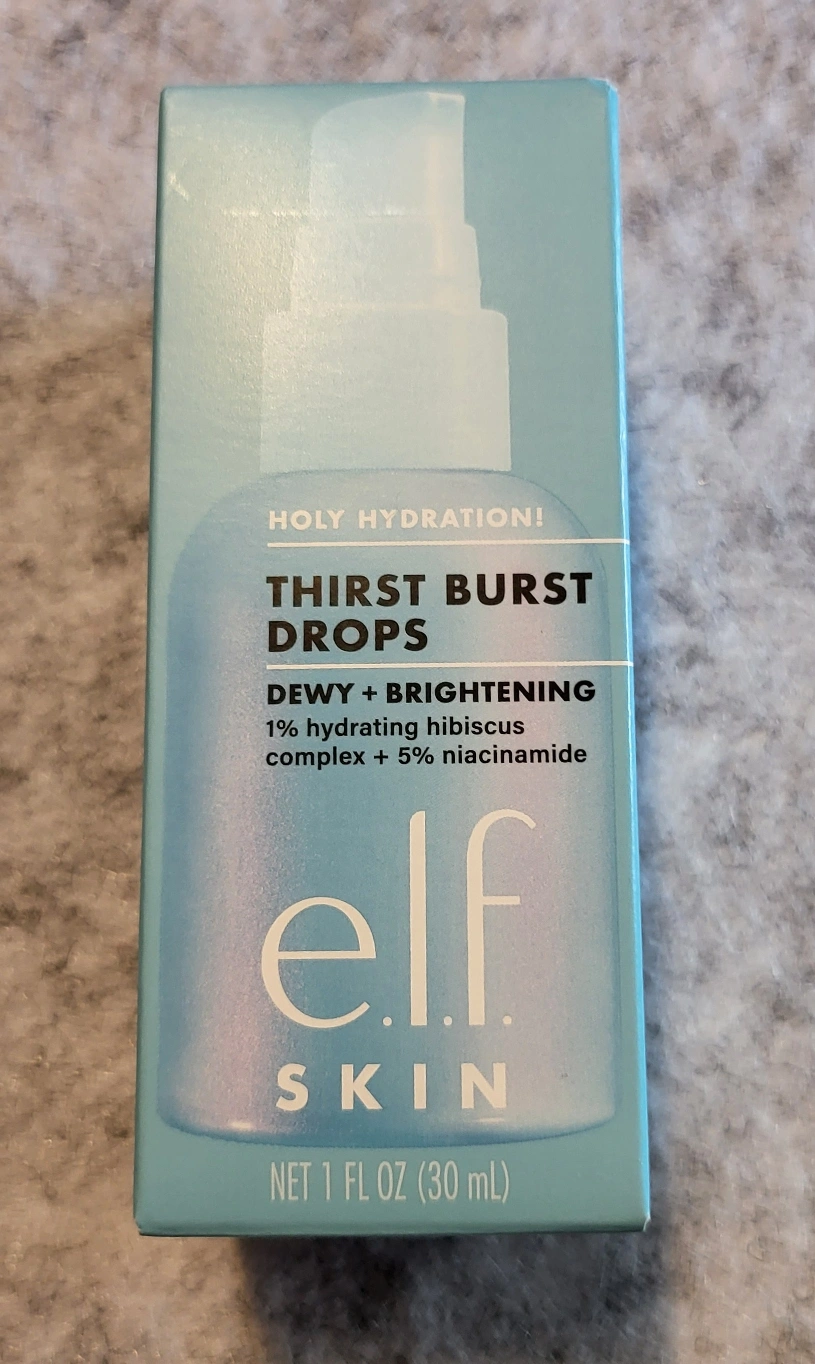 HOLY HYDRATION!
THIRST BURST
DROPS
DEWY + BRIGHTENING
1% hydrating hibiscus
complex + 5% niacinamide
e.l.f.
SKIN
NET 1 FL OZ (30 mL)